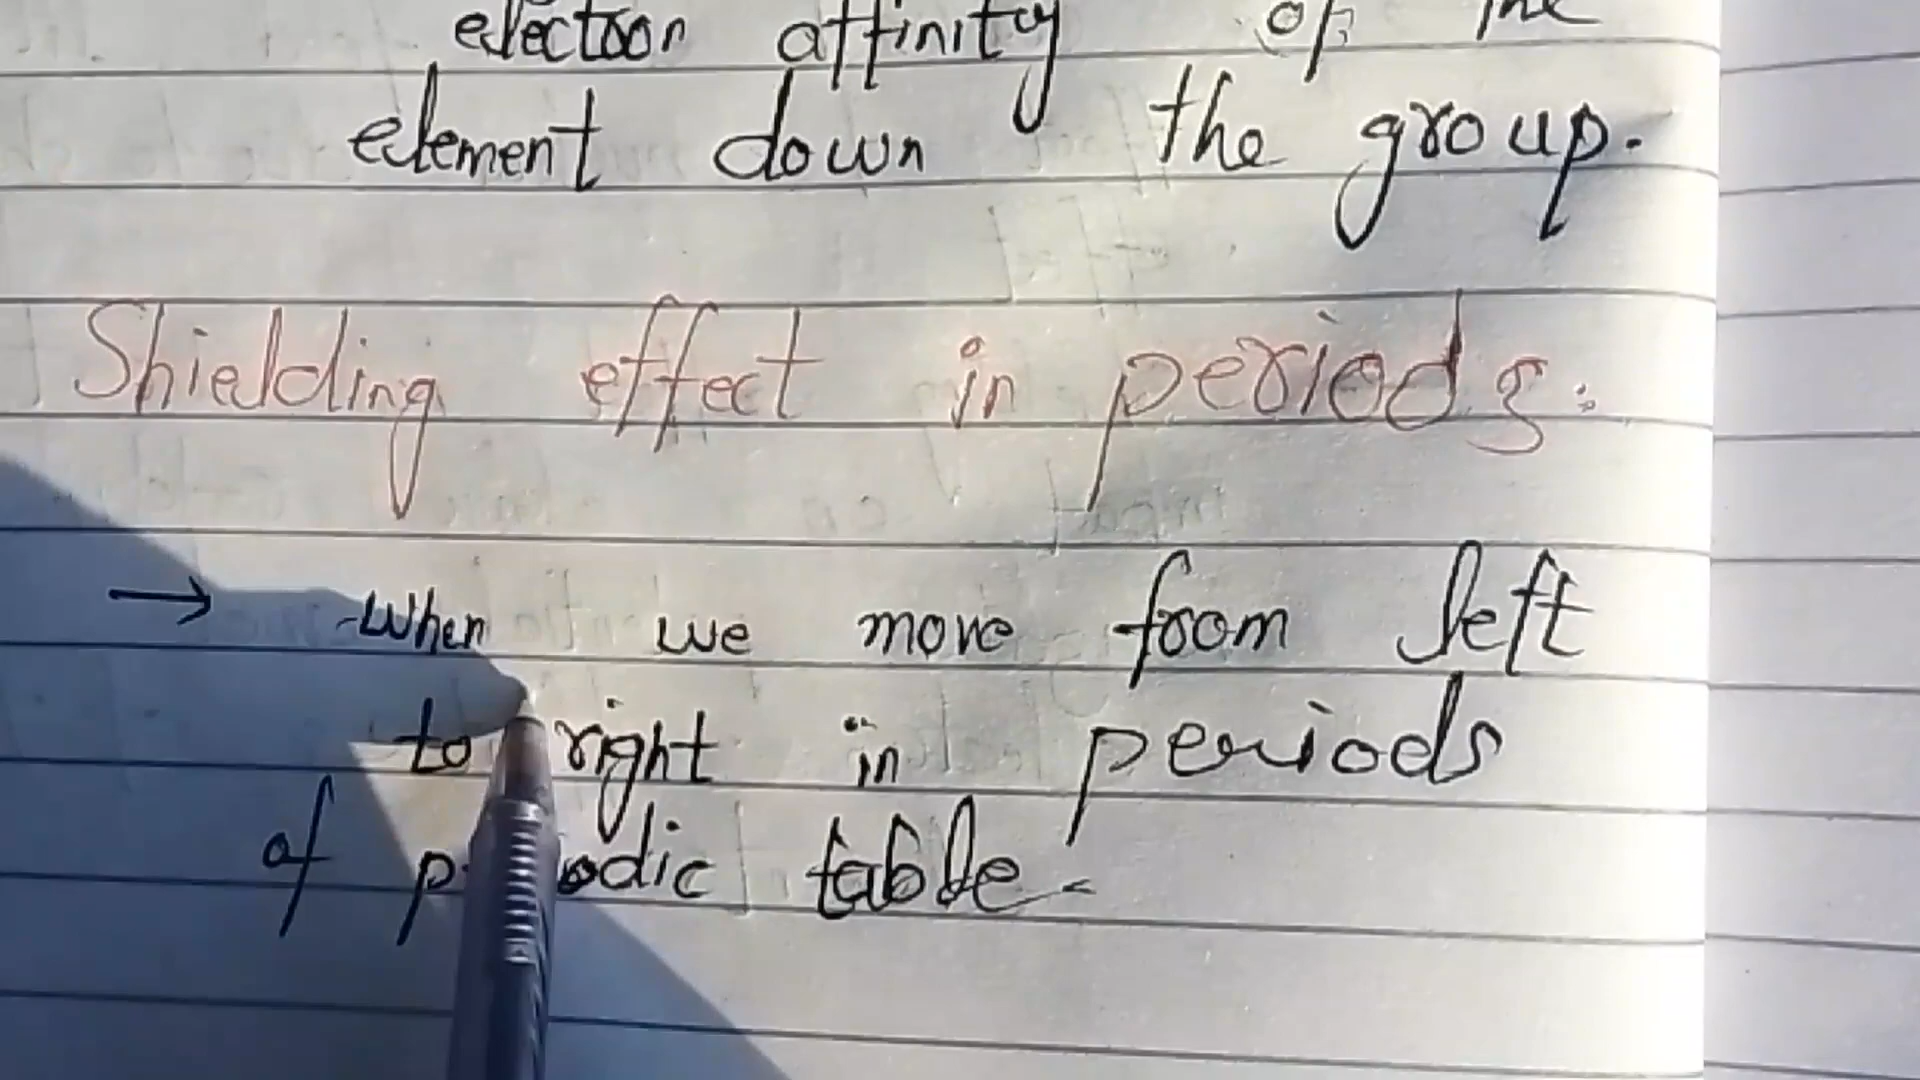 electron affinity of the
element down the group.
Shielding effect in periods:
→ When we move from left
to right in periods
of table.